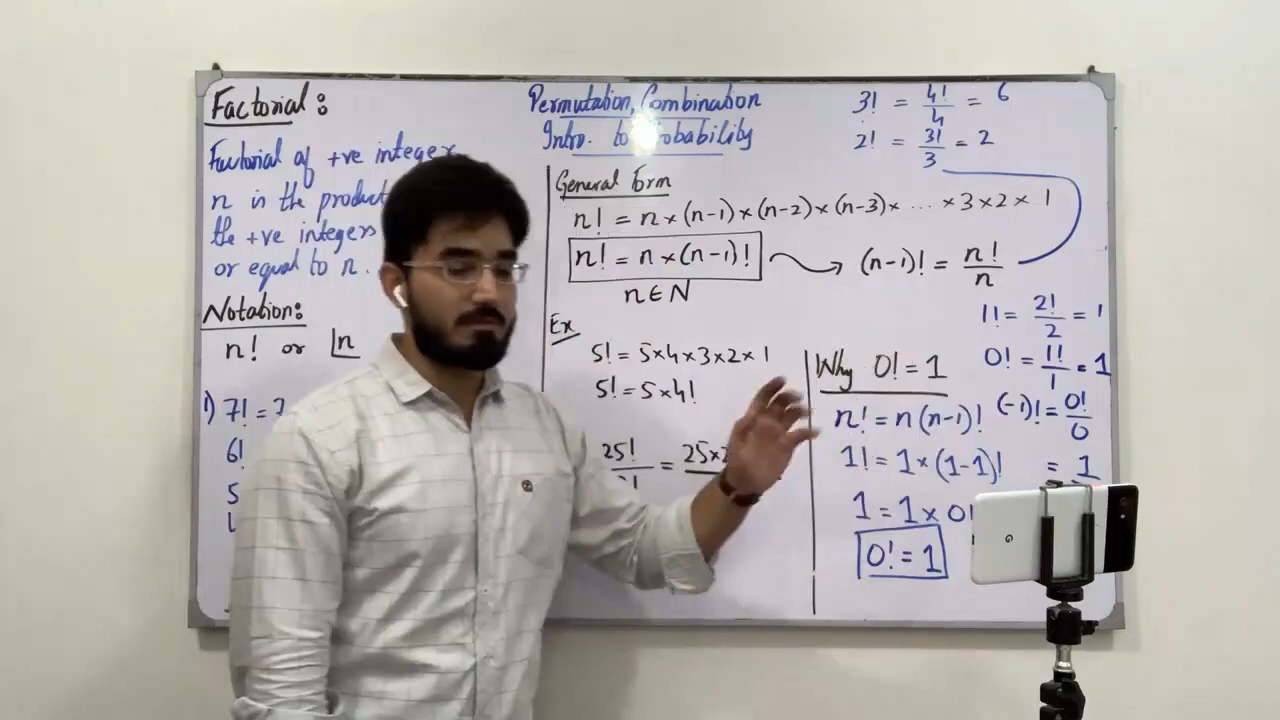 Factorial:
Factorial of +ve integer
n is the product
the +ve integers
or equal to n.
Notation:
n! or |n
1) 7! = 7
6!
5
Permutation, Combination
Intro. to Probability
3! = 4!/4 = 6
2! = 3!/3 = 2
General form
n! = n×(n-1)×(n-2)×(n-3)× ... ×3×2×1
n! = n×(n-1)!
(n-1)! = n!/n
n∈N
Ex
5! = 5×4×3×2×1
5! = 5×4!
25! = 25×2
1! = 2!/2 = 1
0! = 1!/1 = 1
(-1)! = 0!/0
= 1
Why 0! = 1
n! = n(n-1)!
1! = 1×(1-1)!
1 = 1×0!
0! = 1
G